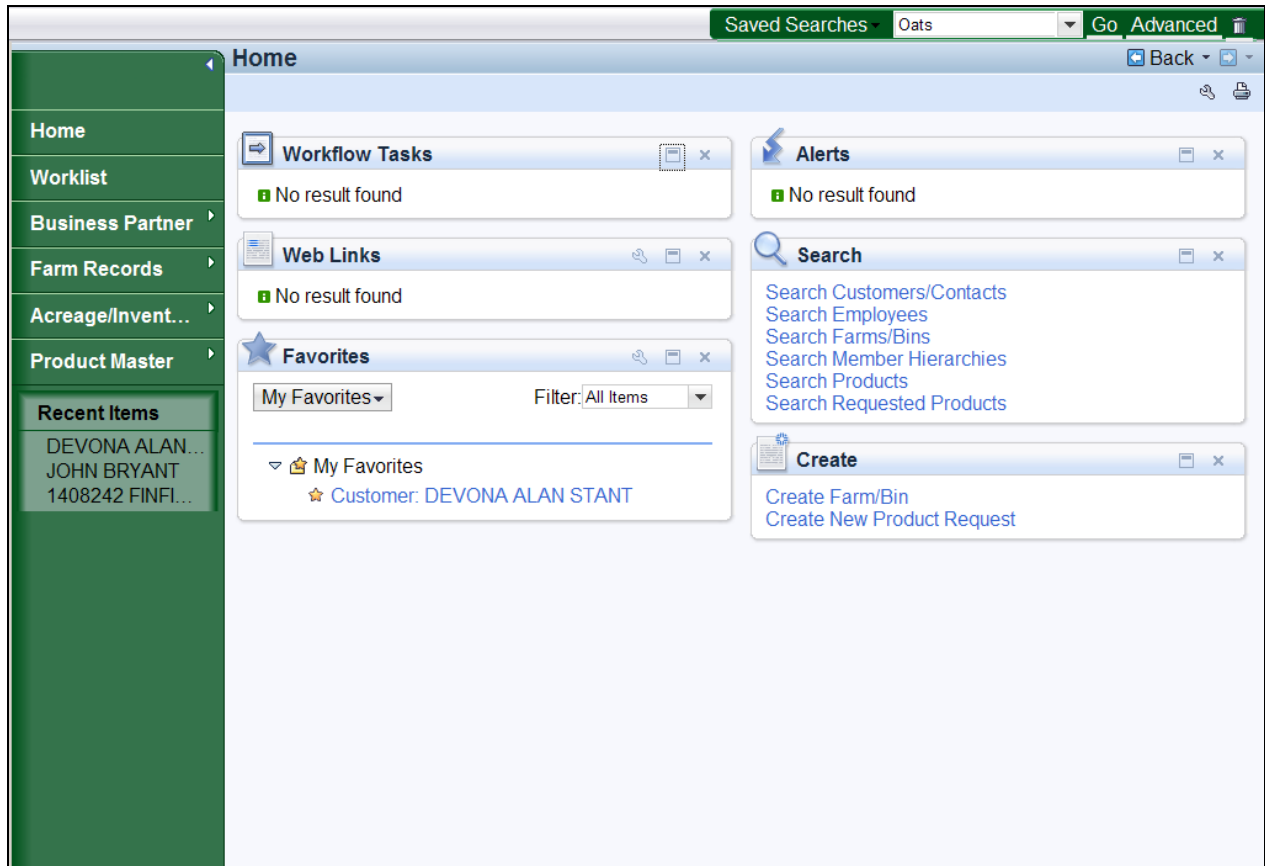 Saved Searches Oats Go Advanced
Home Back
Home
Worklist
Business Partner
Farm Records
Acreage/Invent...
Product Master
Recent Items
DEVONA ALAN...
JOHN BRYANT
1408242 FINFI...
Workflow Tasks
No result found
Web Links
No result found
Favorites
My Favorites Filter: All Items
My Favorites
Customer: DEVONA ALAN STANT
Alerts
No result found
Search
Search Customers/Contacts
Search Employees
Search Farms/Bins
Search Member Hierarchies
Search Products
Search Requested Products
Create
Create Farm/Bin
Create New Product Request